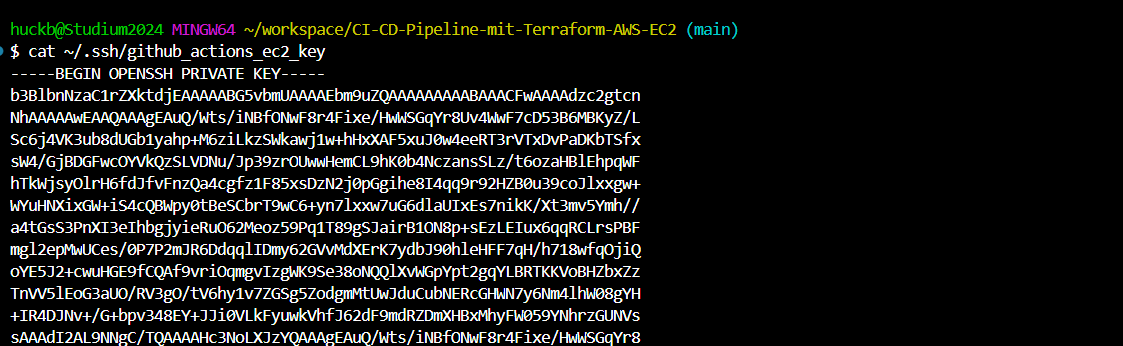 huckb@Studium2024 MINGW64 ~/workspace/CI-CD-Pipeline-mit-Terraform-AWS-EC2 (main)
$ cat ~/.ssh/github_actions_ec2_key
-----BEGIN OPENSSH PRIVATE KEY-----
b3BlbnNzaC1rZXktdjEAAAAABG5vbmUAAAAEbm9uZQAAAAAAAAABAAACFwAAAAdzc2gtcn
NhAAAAAwEAAQAAAgEAuQ/Wts/iNBfONwF8r4Fixe/HwWSGqYr8Uv4WwF7cD53B6MBKyZ/L
Sc6j4VK3ub8dUGb1yahp+M6ziLkzSWkawj1w+hHxXAF5xuJ0w4eeRT3rVTxDvPaDKbTSfx
sW4/GjBDGFwcOYVkQzSLVDNu/Jp39zrOUwwHemCL9hK0b4NczansSLz/t6ozaHBlEhpqWF
hTkWjsyOlrH6fdJfvFnzQa4cgfz1F85xsDzN2j0pGgihe8I4qq9r92HZB0u39coJlxxgw+
WYuHNXixGW+iS4cQBWpy0tBeSCbrT9wC6+yn7lxxw7uG6dlaUIxEs7nikK/Xt3mv5Ymh//
a4tGsS3PnXI3eIhbgjyieRuO62Meoz59Pq1T89gSJairB1ON8p+sEzLEIux6qqRCLrsPBF
mgl2epMwUCes/0P7P2mJR6DdqqlIDmy62GVvMdXErK7ydbJ90hleHFF7qH/h718wfqOjiQ
oYE5J2+cwuHGE9fCQAf9vriOqmgvIzgWK9Se38oNQQlXvWGpYpt2gqYLBRTKKVoBHZbxZz
TnVV5lEoG3aUO/RV3gO/tV6hy1v7ZGSg5ZodgmMtUwJduCubNERcGHWN7y6Nm4lhW08gYH
+IR4DJNv+/G+bpv348EY+JJi0VLkFyuwkVhfJ62dF9mdRZDmXHBxMhyFW059YNhrzGUNVs
sAAAdI2AL9NNgC/TQAAAAHc3NoLXJzYQAAAgEAuQ/Wts/iNBfONwF8r4Fixe/HwWSGqYr8